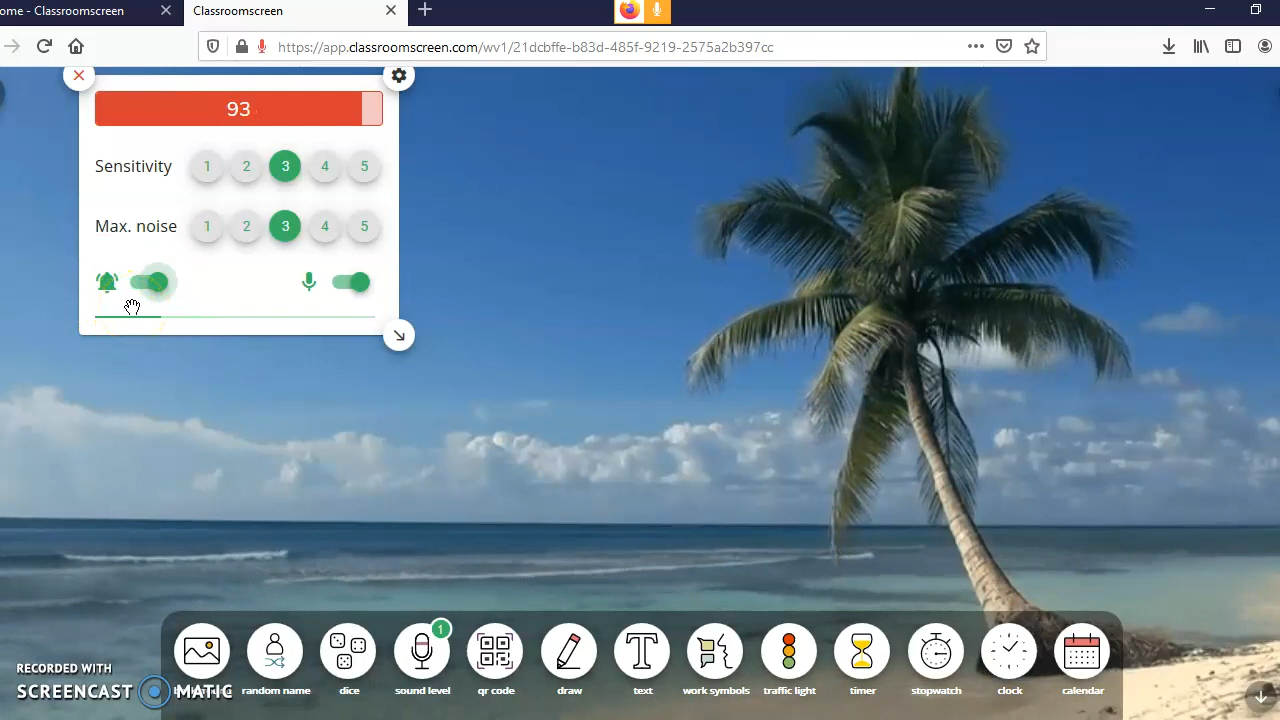 ome - Classroomscreen
Classroomscreen
https://app.classroomscreen.com/wv1/21dcbffe-b83d-485f-9219-2575a2b397cc
93
Sensitivity 1 2 3 4 5
Max. noise 1 2 3 4 5
1
random name dice sound level qr code draw text work symbols traffic light timer stopwatch clock calendar
RECORDED WITH
SCREENCAST MATIC